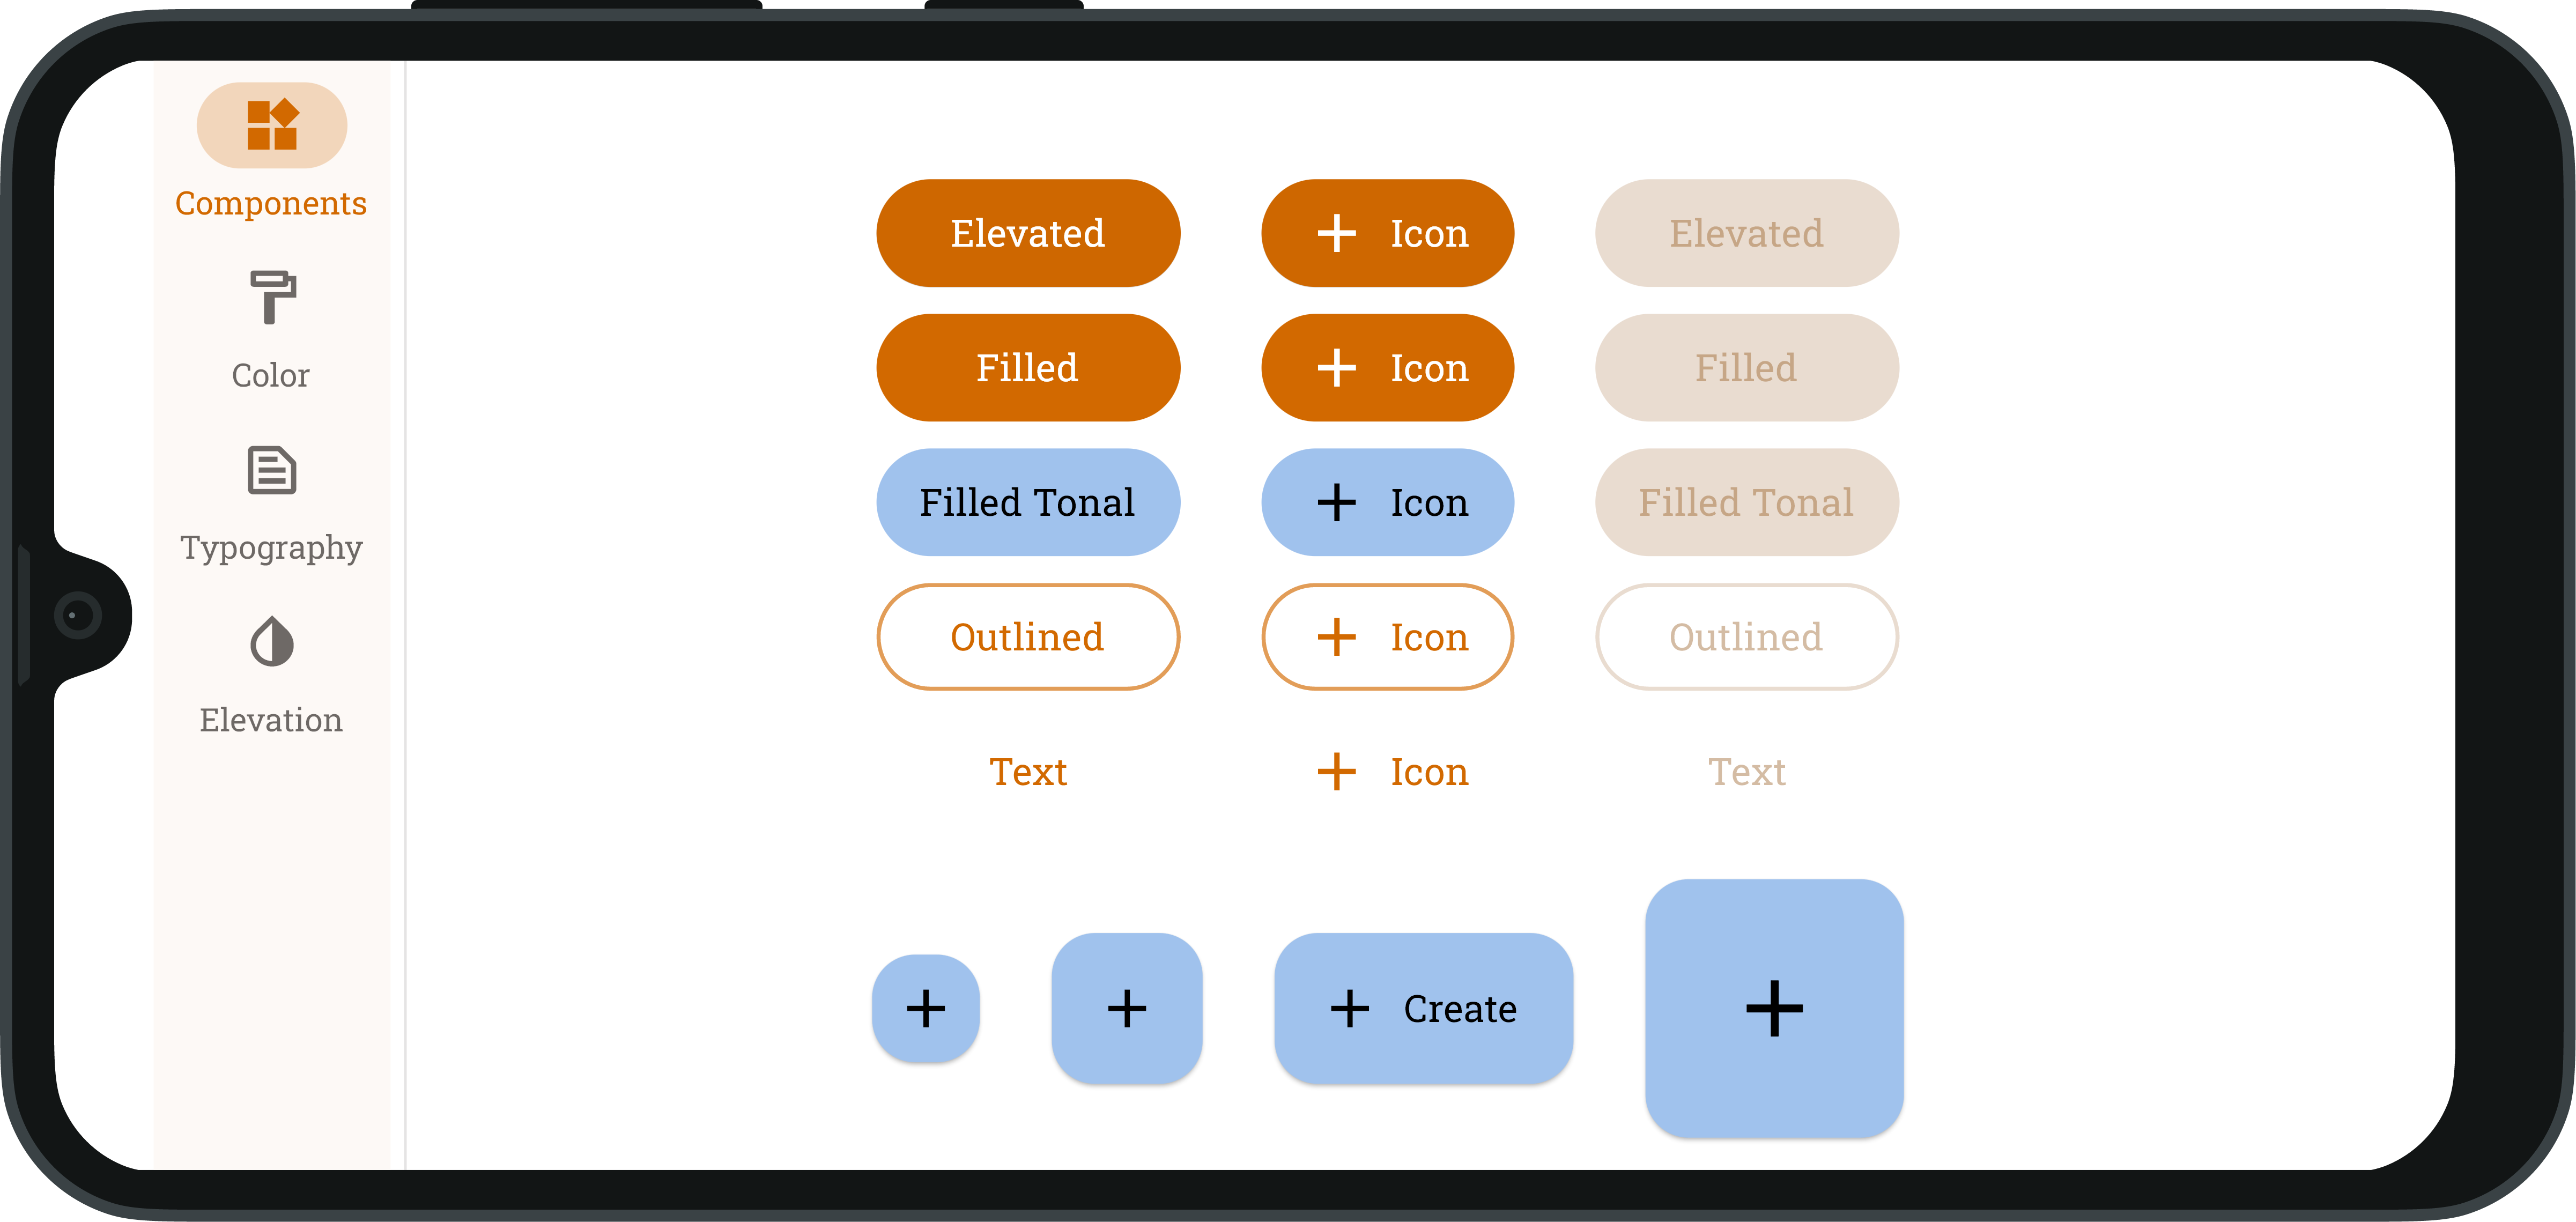 Components
Color
Typography
Elevation
Elevated
Icon
Elevated
Filled
Icon
Filled
Filled Tonal
Icon
Filled Tonal
Outlined
Icon
Outlined
Text
Icon
Text
Create